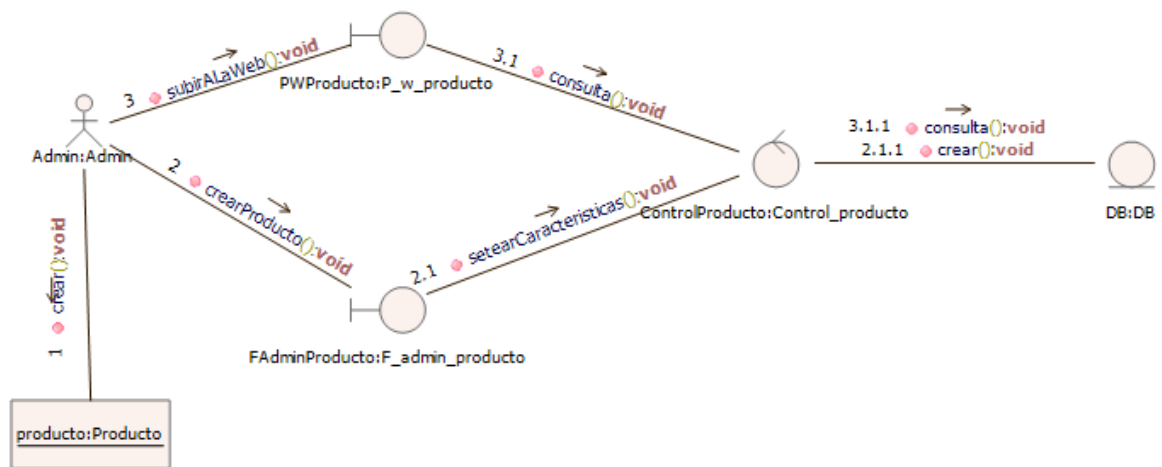 3 subirALaWeb():void
PWProducto:P_w_producto
3.1 consulta():void
Admin:Admin
2 crearProducto():void
3.1.1 consulta():void
2.1.1 crear():void
ControlProducto:Control_producto
DB:DB
2.1 setearCaracteristicas():void
1 crear():void
FAdminProducto:F_admin_producto
producto:Producto